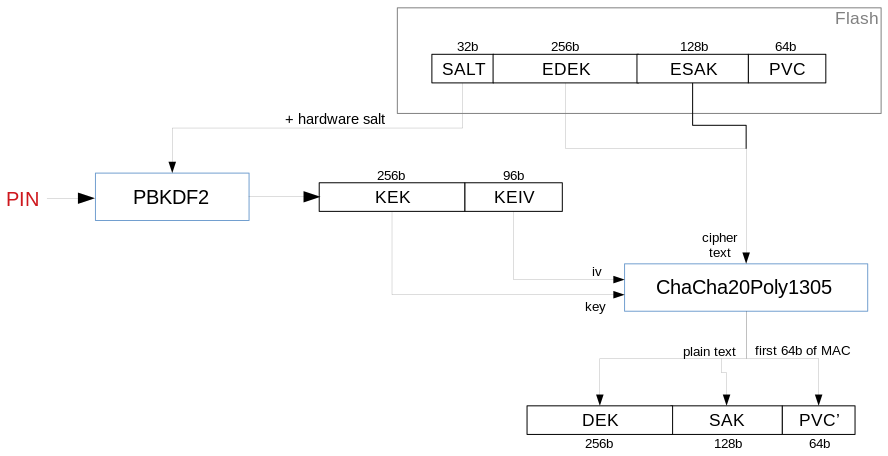 Flash
32b 256b 128b 64b
SALT EDEK ESAK PVC
+ hardware salt
PIN
PBKDF2
256b 96b
KEK KEIV
cipher
text
iv
key
ChaCha20Poly1305
plain text
first 64b of MAC
DEK SAK PVC’
256b 128b 64b